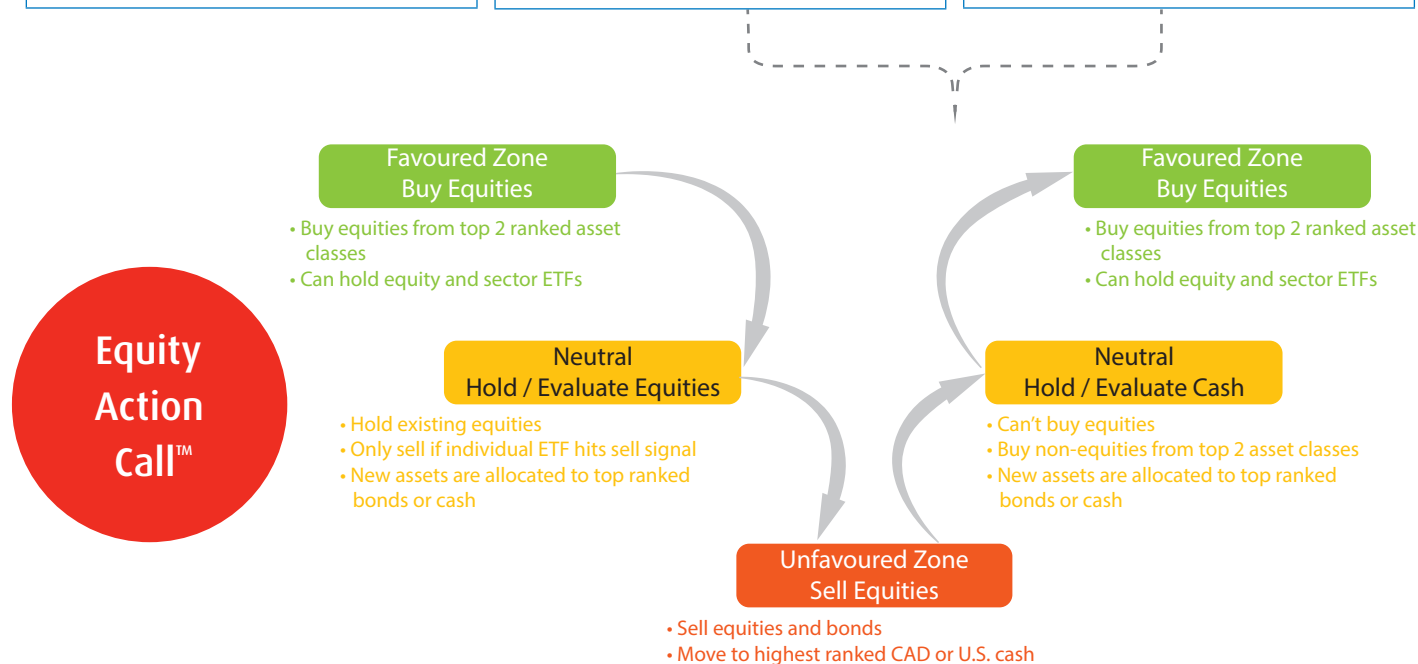 Favoured Zone
Buy Equities
• Buy equities from top 2 ranked asset
classes
• Can hold equity and sector ETFs
Favoured Zone
Buy Equities
• Buy equities from top 2 ranked asset
classes
• Can hold equity and sector ETFs
Equity
Action
Call™
Neutral
Hold / Evaluate Equities
• Hold existing equities
• Only sell if individual ETF hits sell signal
• New assets are allocated to top ranked
bonds or cash
Neutral
Hold / Evaluate Cash
• Can't buy equities
• Buy non-equities from top 2 asset classes
• New assets are allocated to top ranked
bonds or cash
Unfavoured Zone
Sell Equities
• Sell equities and bonds
• Move to highest ranked CAD or U.S. cash